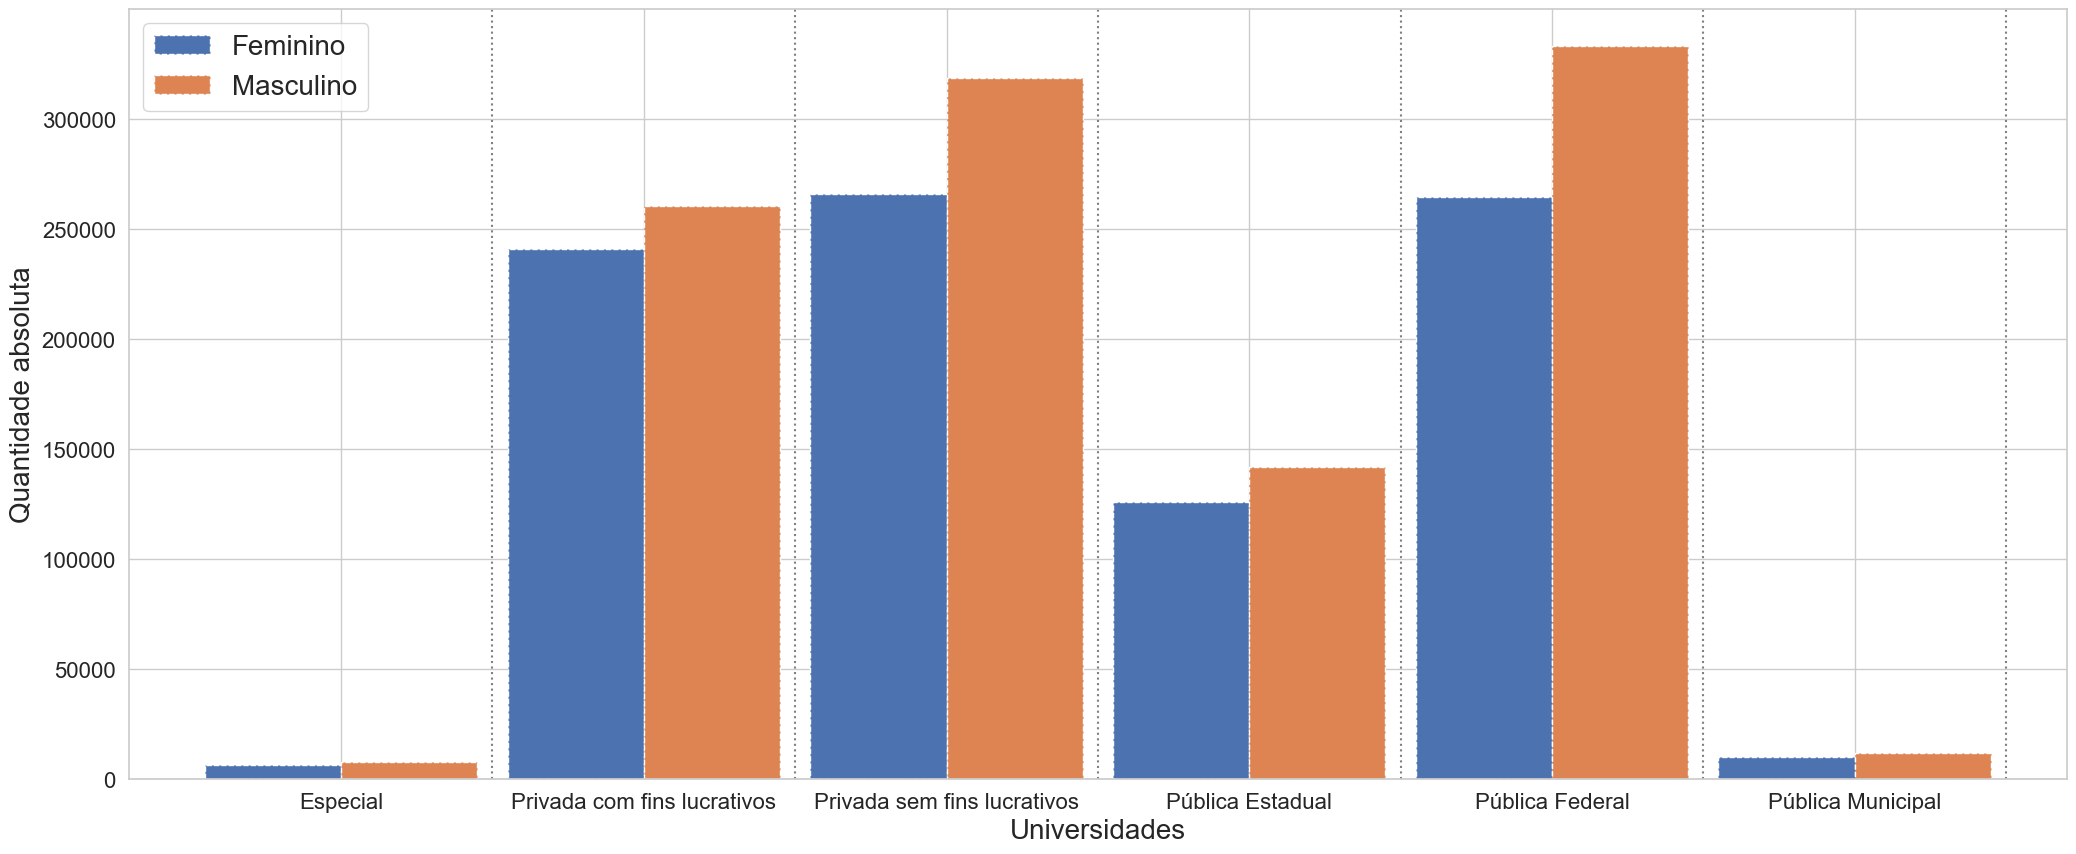 Feminino
Masculino
Quantidade absoluta
300000
250000
200000
150000
100000
50000
0
Especial
Privada com fins lucrativos
Privada sem fins lucrativos
Pública Estadual
Pública Federal
Pública Municipal
Universidades